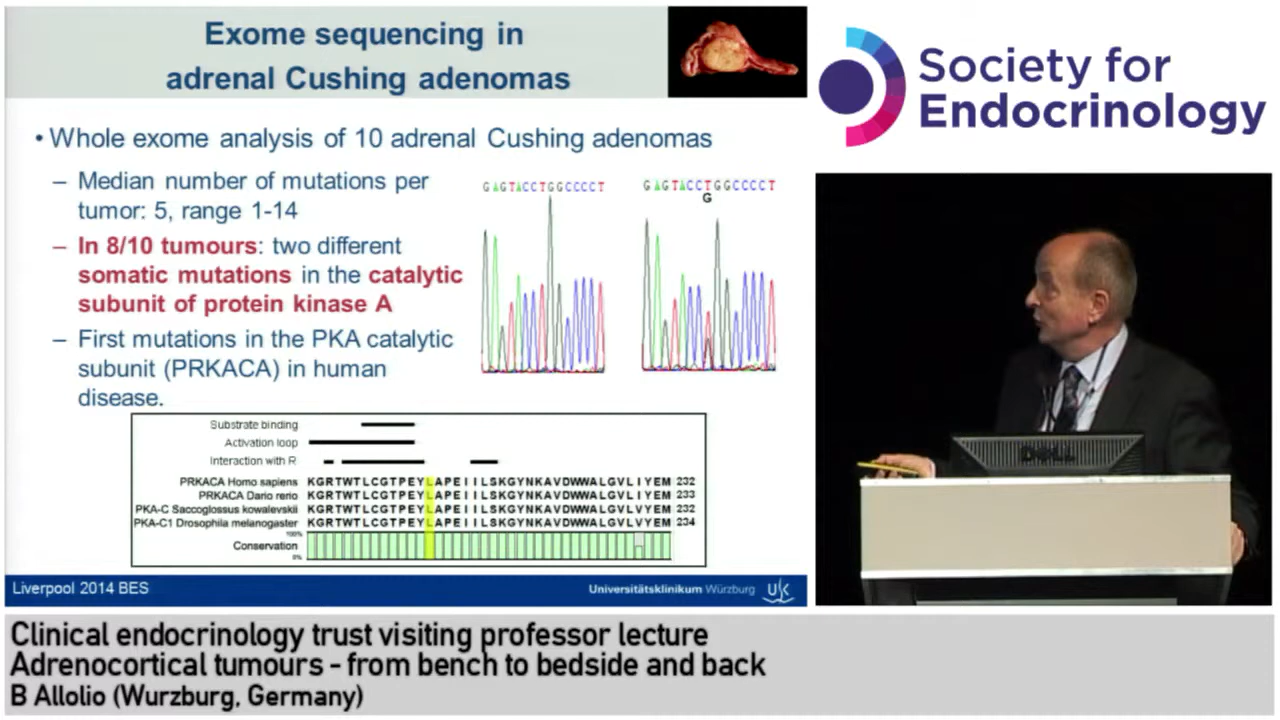 Exome sequencing in
adrenal Cushing adenomas
• Whole exome analysis of 10 adrenal Cushing adenomas
– Median number of mutations per
tumor: 5, range 1-14
– In 8/10 tumours: two different
somatic mutations in the catalytic
subunit of protein kinase A
– First mutations in the PKA catalytic
subunit (PRKACA) in human
disease.
GAGTACCTGGCCCCT
GAGTACCTGGCCCCT
G
Substrate binding
Activation loop
Interaction with R
PRKACA Homo sapiens KGRTWTLCGTPEYLAPEIILSKGYNKAVDWWALGVLIYEM 232
PRKACA Dario rerio KGRTWTLCGTPEYLAPEIILSKGYNKAVDWWALGVLIYEM 233
PKA-C Saccoglossus kowalevskii KGRTWTLCGTPEYLAPEIILSKGYNKAVDWWALGVLVYEM 232
PKA-C1 Drosophila melanogaster KGRTWTLCGTPEYLAPEIILSKGYNKAVDWWALGVLVYEM 234
100%
Conservation
0%
Liverpool 2014 BES
Universitätsklinikum Würzburg UK
Society for
Endocrinology
DELL
Clinical endocrinology trust visiting professor lecture
Adrenocortical tumours - from bench to bedside and back
B Allolio (Wurzburg, Germany)